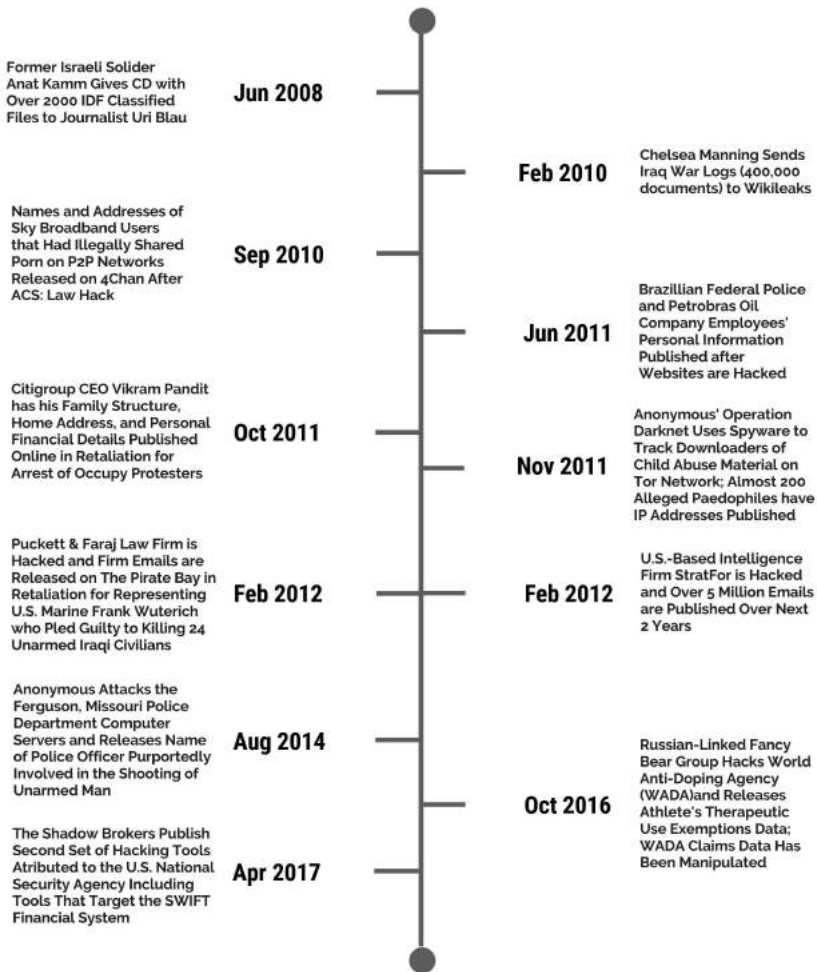 Former Israeli Solider
Anat Kamm Gives CD with
Over 2000 IDF Classified
Files to Journalist Uri Blau
Jun 2008
Feb 2010
Chelsea Manning Sends
Iraq War Logs (400,000
documents) to Wikileaks
Names and Addresses of
Sky Broadband Users
that Had Illegally Shared
Porn on P2P Networks
Released on 4Chan After
ACS: Law Hack
Sep 2010
Jun 2011
Brazillian Federal Police
and Petrobras Oil
Company Employees'
Personal Information
Published after
Websites are Hacked
Citigroup CEO Vikram Pandit
has his Family Structure,
Home Address, and Personal
Financial Details Published
Online in Retaliation for
Arrest of Occupy Protesters
Oct 2011
Nov 2011
Anonymous' Operation
Darknet Uses Spyware to
Track Downloaders of
Child Abuse Material on
Tor Network; Almost 200
Alleged Paedophiles have
IP Addresses Published
Puckett & Faraj Law Firm is
Hacked and Firm Emails are
Released on The Pirate Bay in
Retaliation for Representing
U.S. Marine Frank Wuterich
who Pled Guilty to Killing 24
Unarmed Iraqi Civilians
Feb 2012
Feb 2012
U.S.-Based Intelligence
Firm StratFor is Hacked
and Over 5 Million Emails
are Published Over Next
2 Years
Anonymous Attacks the
Ferguson, Missouri Police
Department Computer
Servers and Releases Name
of Police Officer Purportedly
Involved in the Shooting of
Unarmed Man
Aug 2014
Oct 2016
Russian-Linked Fancy
Bear Group Hacks World
Anti-Doping Agency
(WADA)and Releases
Athlete's Therapeutic
Use Exemptions Data;
WADA Claims Data Has
Been Manipulated
The Shadow Brokers Publish
Second Set of Hacking Tools
Atributed to the U.S. National
Security Agency Including
Tools That Target the SWIFT
Financial System
Apr 2017